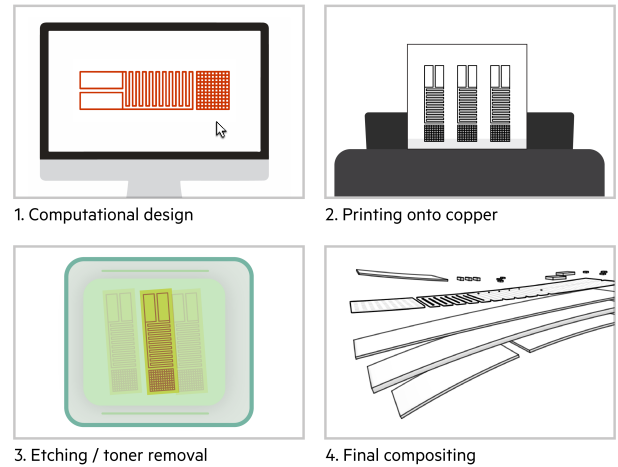 1. Computational design
2. Printing onto copper
3. Etching / toner removal
4. Final compositing